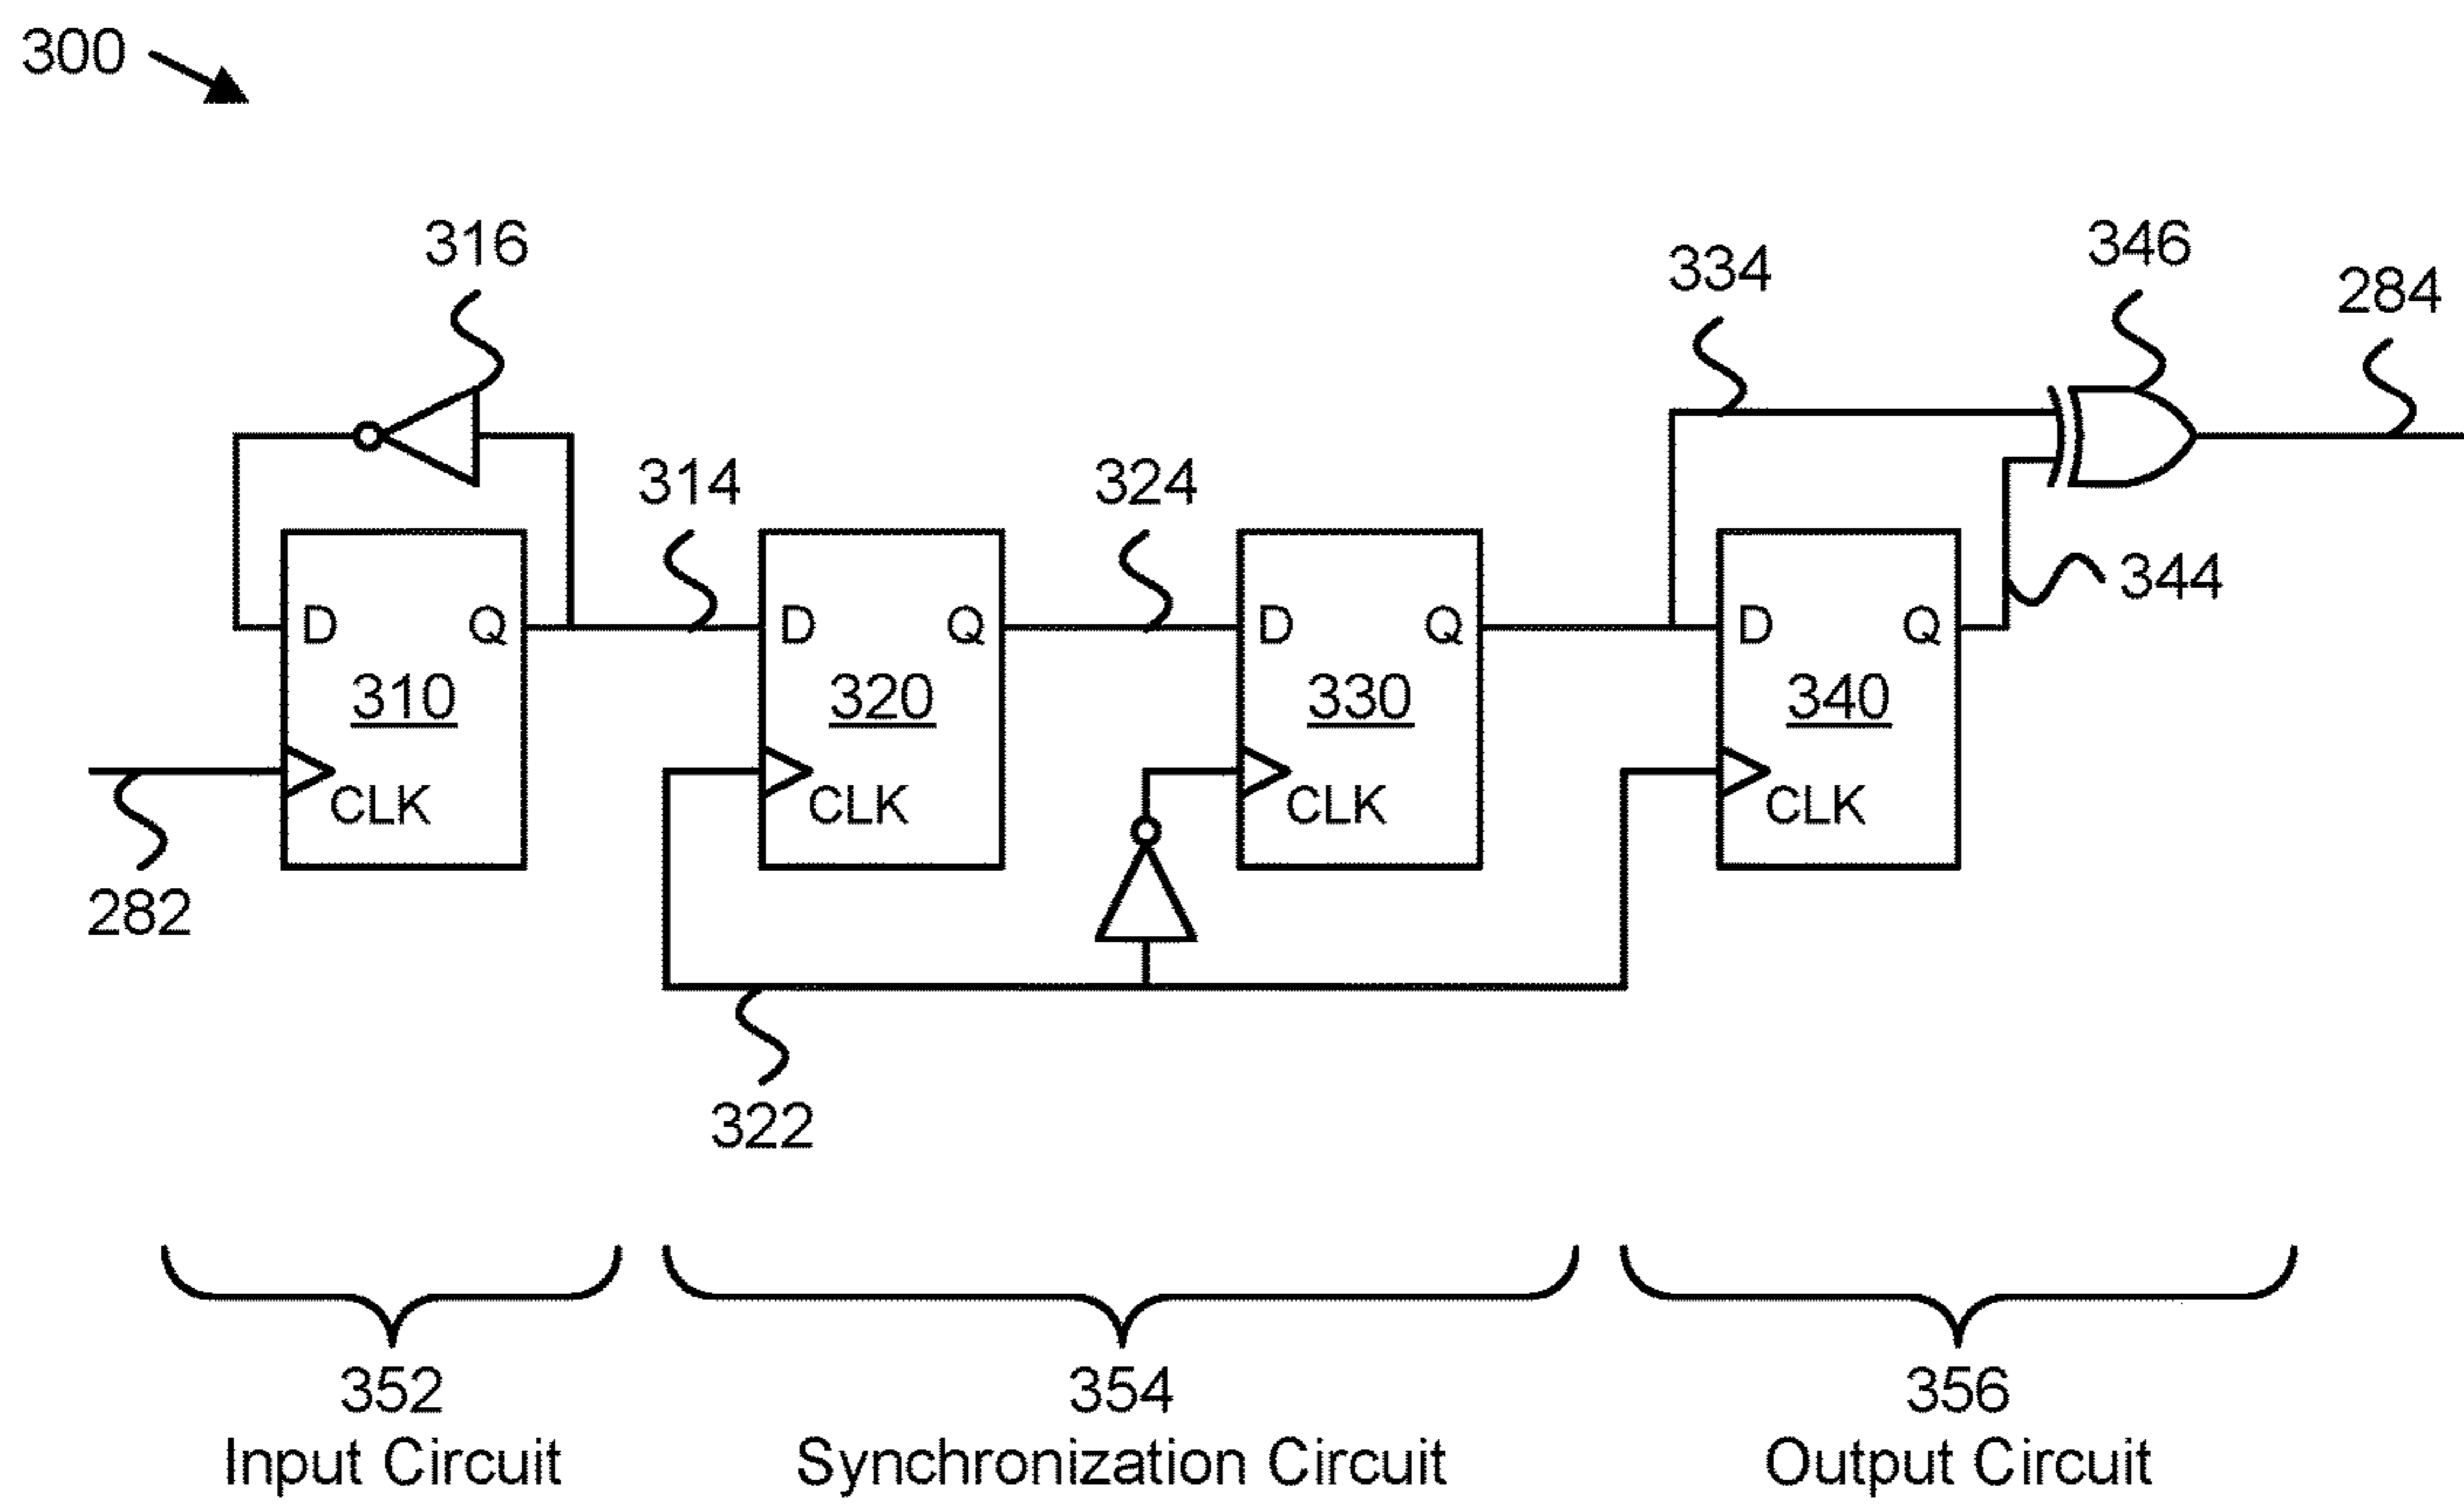 300
316
334
346
284
314
324
344
D
Q
D
Q
D
Q
D
Q
310
320
330
340
CLK
CLK
CLK
CLK
282
322
352
354
356
Input Circuit
Synchronization Circuit
Output Circuit